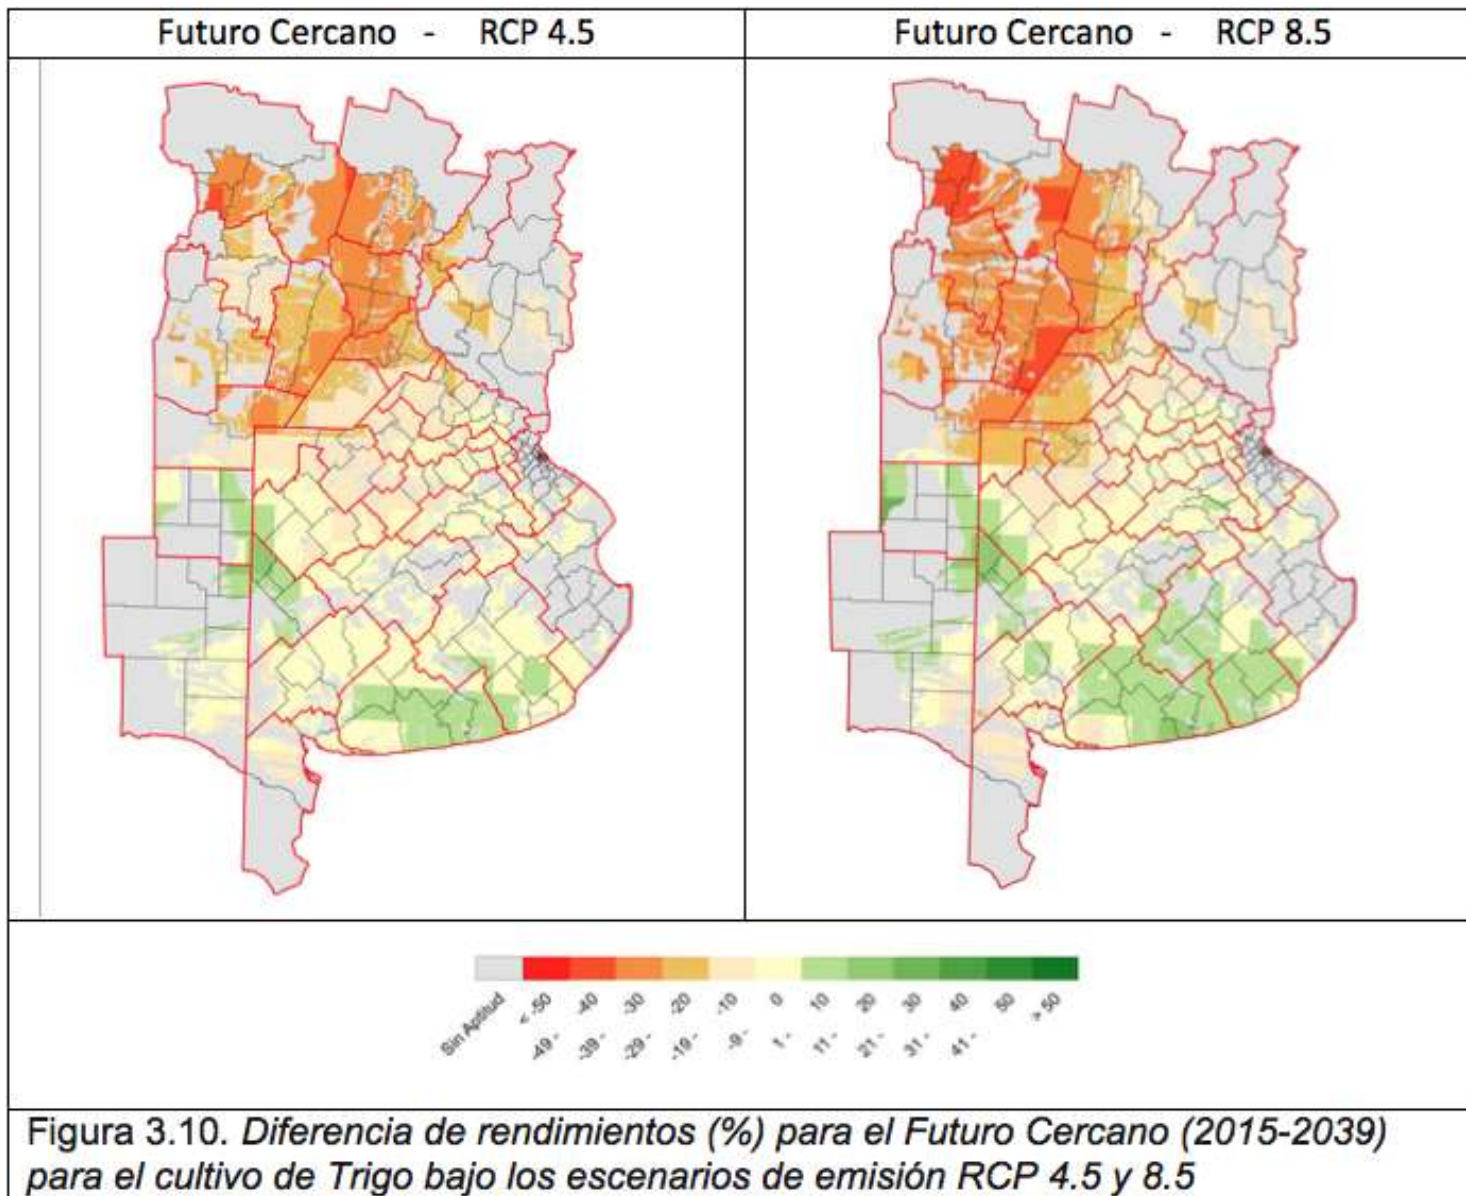 Futuro Cercano - RCP 4.5
Futuro Cercano - RCP 8.5
Sin Aptitud
< -50
-49 - -40
-39 - -30
-29 - -20
-19 - -10
-9 - 0
1 - 10
11 - 20
21 - 30
31 - 40
41 - 50
> 50
Figura 3.10. Diferencia de rendimientos (%) para el Futuro Cercano (2015-2039)
para el cultivo de Trigo bajo los escenarios de emisión RCP 4.5 y 8.5